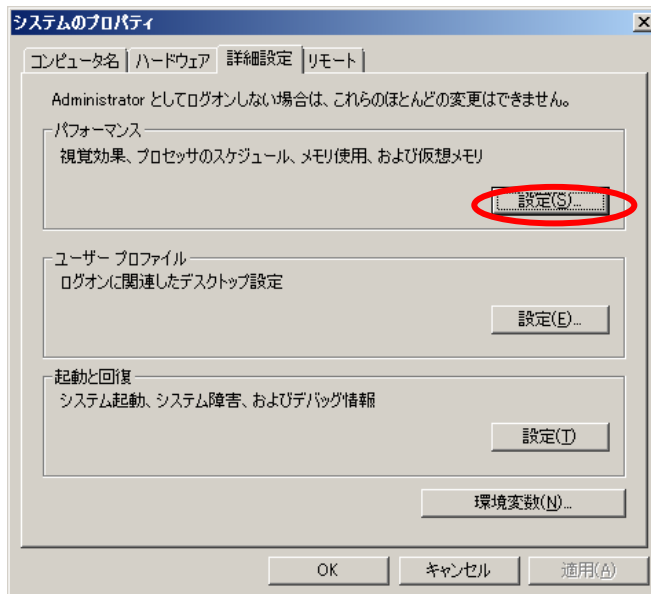 システムのプロパティ
コンピュータ名 ハードウェア 詳細設定 リモート
Administrator としてログオンしない場合は、これらのほとんどの変更はできません。
パフォーマンス
視覚効果、プロセッサのスケジュール、メモリ使用、および仮想メモリ
設定(S)...
ユーザー プロファイル
ログオンに関連したデスクトップ設定
設定(E)...
起動と回復
システム起動、システム障害、およびデバッグ情報
設定(T)
環境変数(N)...
OK キャンセル 適用(A)